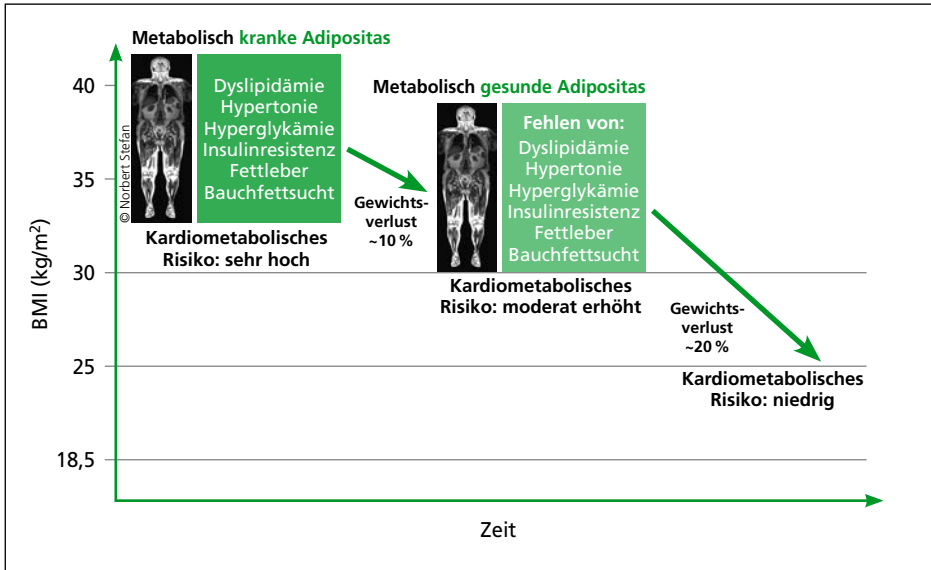 Metabolisch kranke Adipositas
© Norbert Stefan
Dyslipidämie
Hypertonie
Hyperglykämie
Insulinresistenz
Fettleber
Bauchfettsucht
Kardiometabolisches
Risiko: sehr hoch
Gewichts-
verlust
~10 %
Metabolisch gesunde Adipositas
Fehlen von:
Dyslipidämie
Hypertonie
Hyperglykämie
Insulinresistenz
Fettleber
Bauchfettsucht
Kardiometabolisches
Risiko: moderat erhöht
Gewichts-
verlust
~20 %
Kardiometabolisches
Risiko: niedrig
BMI (kg/m²)
40
35
30
25
18,5
Zeit